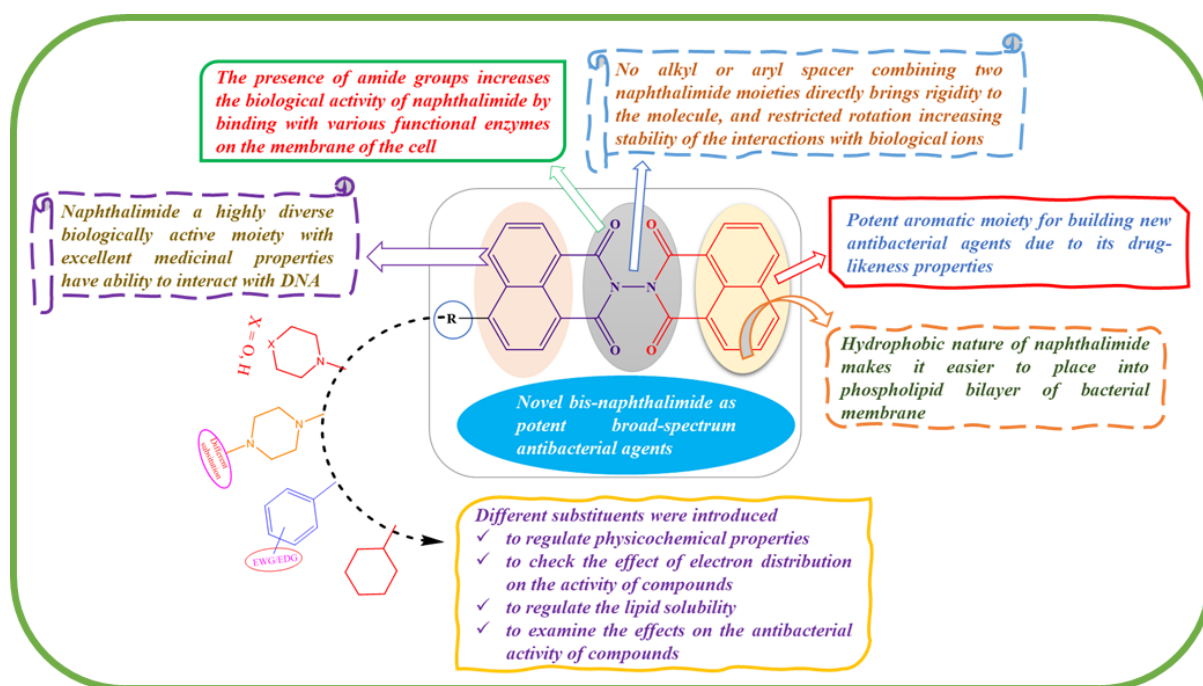 The presence of amide groups increases
the biological activity of naphthalimide by
binding with various functional enzymes
on the membrane of the cell
No alkyl or aryl spacer combining two
naphthalimide moieties directly brings rigidity to
the molecule, and restricted rotation increasing
stability of the interactions with biological ions
Naphthalimide a highly diverse
biologically active moiety with
excellent medicinal properties
have ability to interact with DNA
Potent aromatic moiety for building new
antibacterial agents due to its drug-
likeness properties
Hydrophobic nature of naphthalimide
makes it easier to place into
phospholipid bilayer of bacterial
membrane
O
O
N
N
O
O
R
Novel bis-naphthalimide as
potent broad-spectrum
antibacterial agents
X = O, H
X
N
N
N
Different
substitution
EWG/EDG
Different substituents were introduced
✓ to regulate physicochemical properties
✓ to check the effect of electron distribution
on the activity of compounds
✓ to regulate the lipid solubility
✓ to examine the effects on the antibacterial
activity of compounds